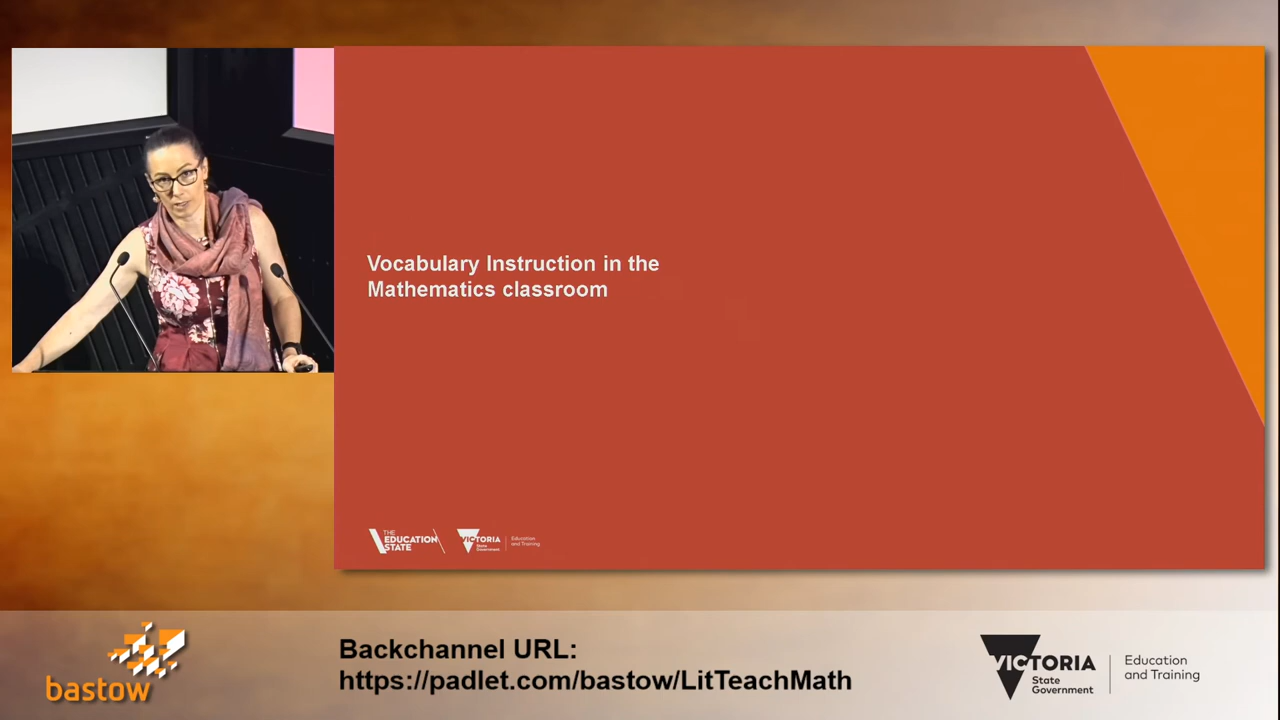 Vocabulary Instruction in the
Mathematics classroom
THE
EDUCATION
STATE
VICTORIA
State
Government
Education
and Training
bastow
Backchannel URL:
https://padlet.com/bastow/LitTeachMath
VICTORIA
State
Government
Education
and Training